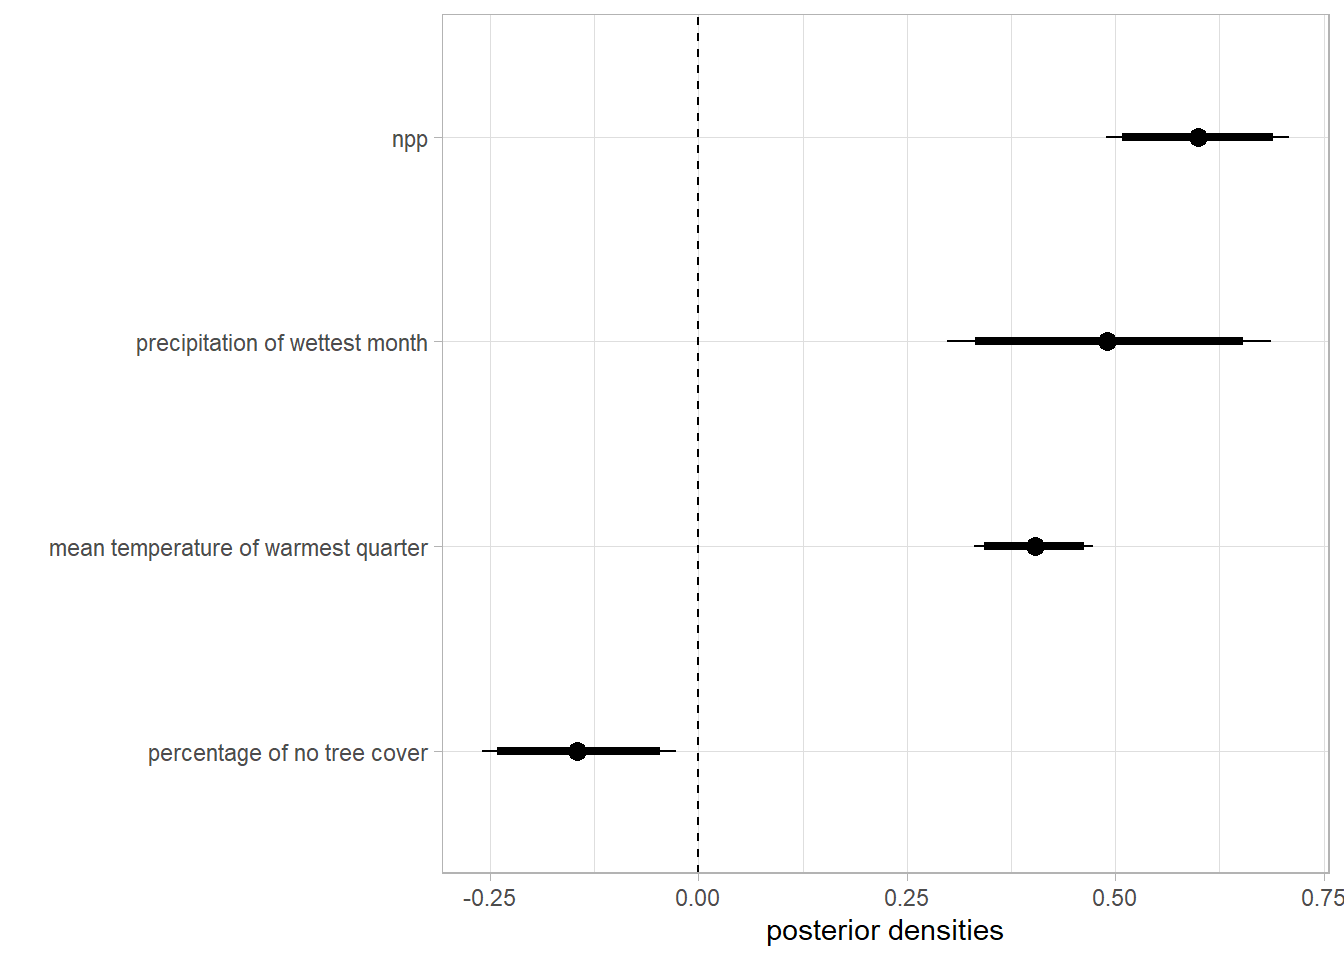 npp
precipitation of wettest month
mean temperature of warmest quarter
percentage of no tree cover
-0.25 0.00 0.25 0.50 0.75
posterior densities